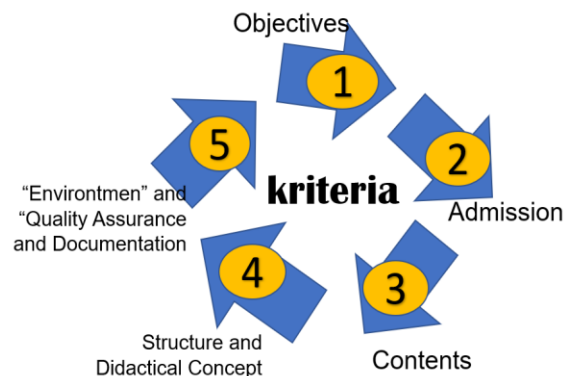 Objectives
1
2
Admission
3
Contents
4
Structure and
Didactical Concept
5
“Environtmen” and
“Quality Assurance
and Documentation
kriteria